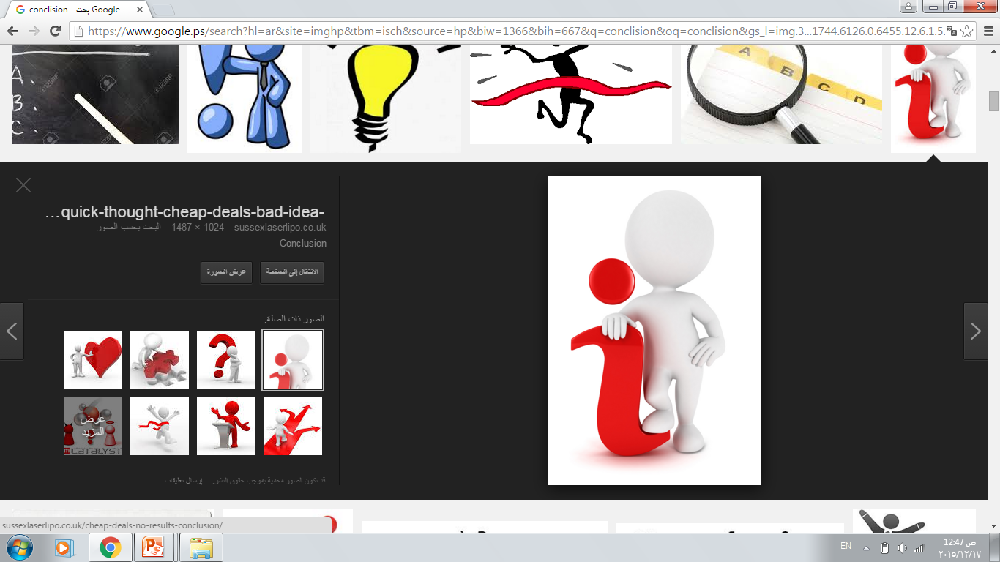 conclision - بحث Google
https://www.google.ps/search?hl=ar&site=imghp&tbm=isch&source=hp&biw=1366&bih=667&q=conclision&oq=conclision&gs_l=img.3...1744.6126.0.6455.12.6.1.5.
A.
B.
C.
123RF
A
B
C
D
…quick-thought-cheap-deals-bad-idea-
sussexlaserlipo.co.uk - 1024 × 1487 - البحث بحسب الصور
Conclusion
الانتقال إلى الصفحة
عرض الصورة
الصور ذات الصلة:
عرض
المزيد
CATALYST
قد تكون الصور محمية بموجب حقوق النشر. - إرسال تعليقات
sussexlaserlipo.co.uk/cheap-deals-no-results-conclusion/
EN
12:47 ص
٢٠١٥/١٢/١٧